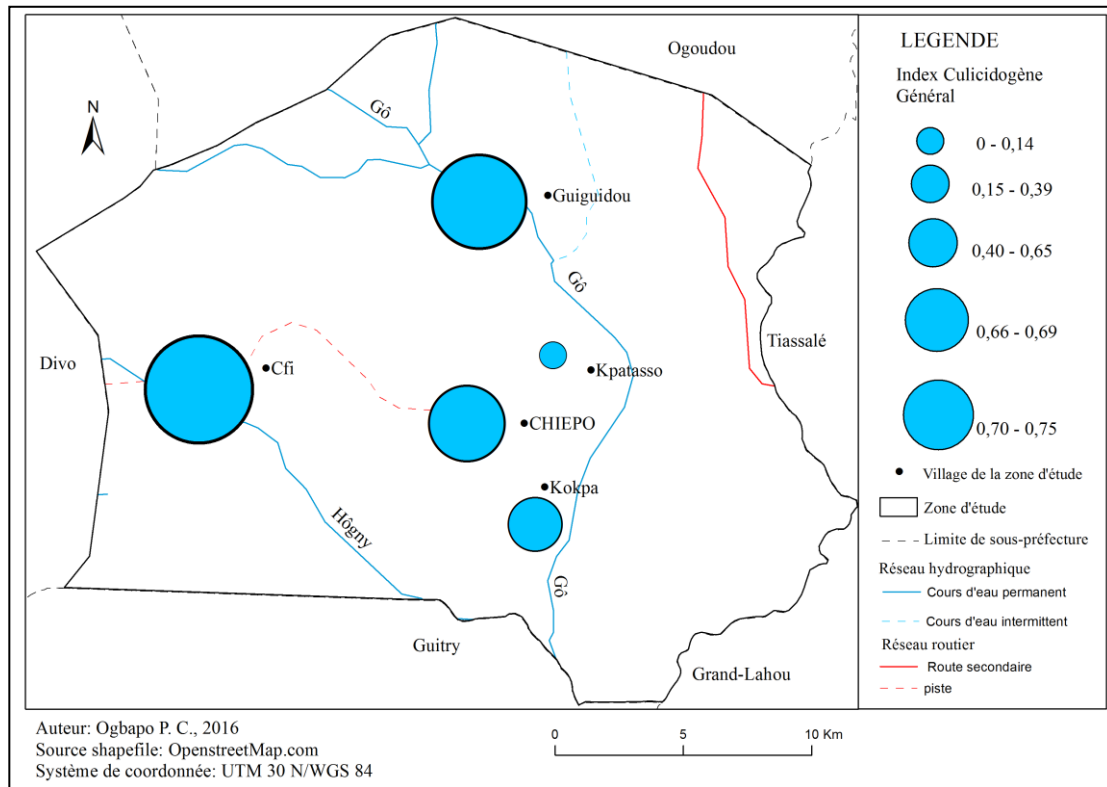 Ogoudou
N
Gô
Guiguidou
Gô
Tiassalé
Divo
Cfi
Kpatasso
CHIEPO
Kokpa
Hôgny
Gô
Guitry
Grand-Lahou
LEGENDE
Index Culicidogène
Général
0 - 0,14
0,15 - 0,39
0,40 - 0,65
0,66 - 0,69
0,70 - 0,75
Village de la zone d'étude
Zone d'étude
Limite de sous-préfecture
Réseau hydrographique
Cours d'eau permanent
Cours d'eau intermittent
Réseau routier
Route secondaire
piste
Auteur: Ogbapo P. C., 2016
Source shapefile: OpenstreetMap.com
Système de coordonnée: UTM 30 N/WGS 84
0 5 10 Km